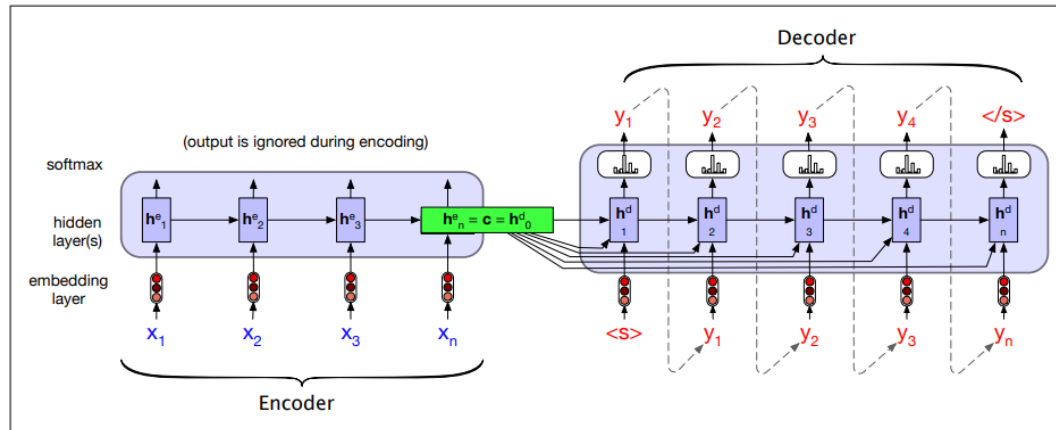 Decoder
y₁ y₂ y₃ y₄ </s>
(output is ignored during encoding)
softmax
hidden
layer(s)
hᵉ₁ hᵉ₂ hᵉ₃ hᵉₙ = c = hᵈ₀ hᵈ₁ hᵈ₂ hᵈ₃ hᵈ₄ hᵈₙ
embedding
layer
x₁ x₂ x₃ xₙ <s> y₁ y₂ y₃ yₙ
Encoder